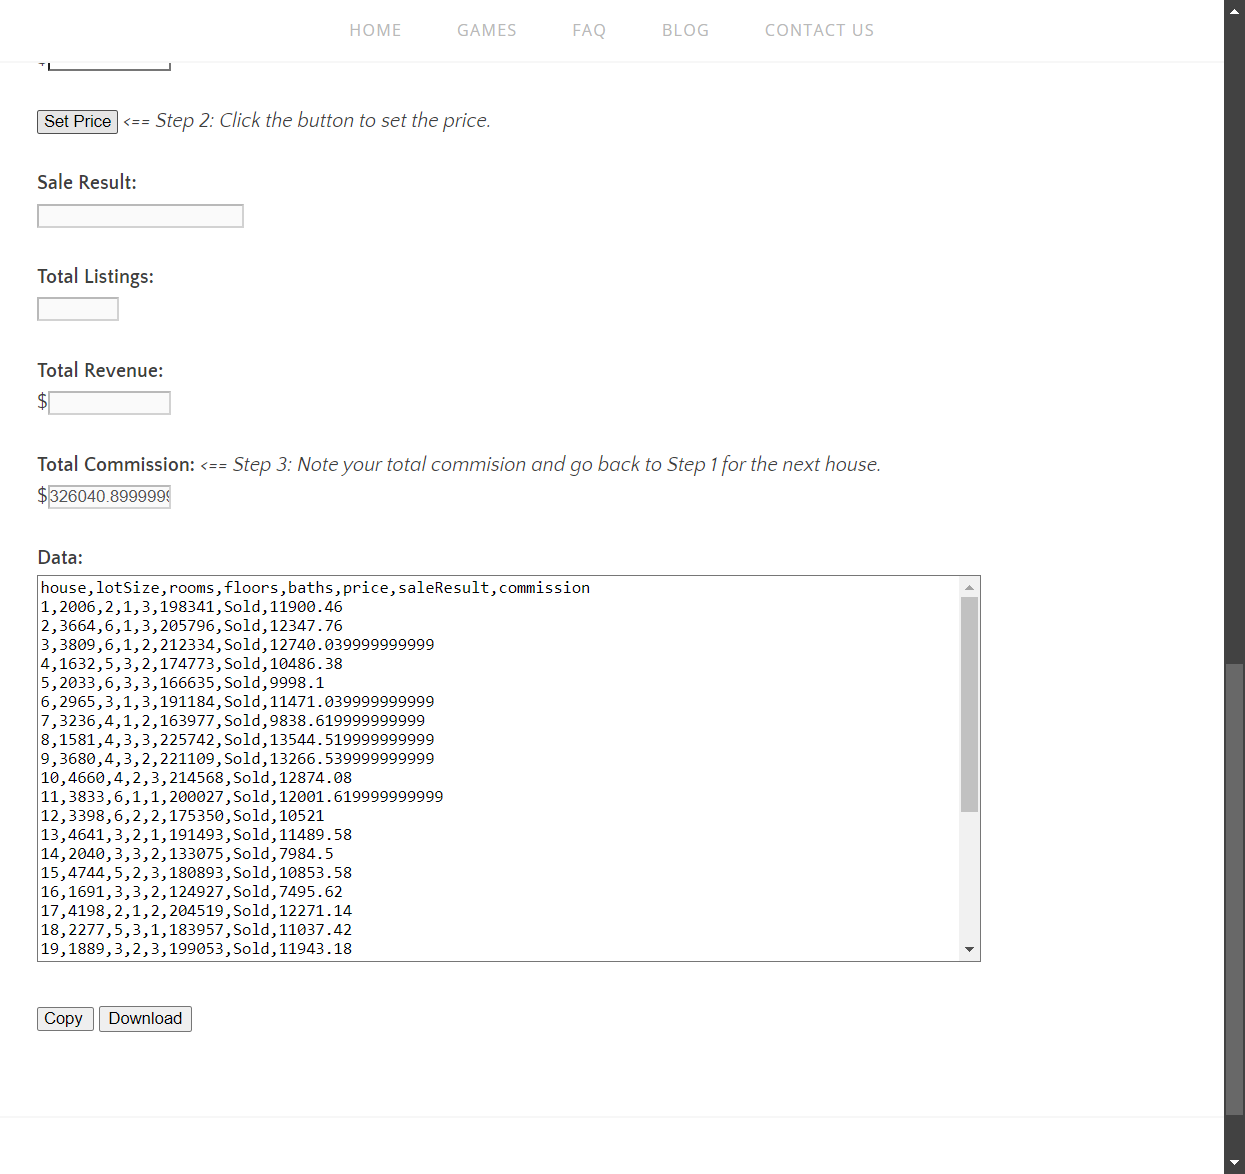 HOME GAMES FAQ BLOG CONTACT US
$
Set Price <== Step 2: Click the button to set the price.
Sale Result:
Total Listings:
Total Revenue:
$
Total Commission: <== Step 3: Note your total commision and go back to Step 1 for the next house.
$326040.8999999
Data:
house,lotSize,rooms,floors,baths,price,saleResult,commission
1,2006,2,1,3,198341,Sold,11900.46
2,3664,6,1,3,205796,Sold,12347.76
3,3809,6,1,2,212334,Sold,12740.039999999999
4,1632,5,3,2,174773,Sold,10486.38
5,2033,6,3,3,166635,Sold,9998.1
6,2965,3,1,3,191184,Sold,11471.039999999999
7,3236,4,1,2,163977,Sold,9838.619999999999
8,1581,4,3,3,225742,Sold,13544.519999999999
9,3680,4,3,2,221109,Sold,13266.539999999999
10,4660,4,2,3,214568,Sold,12874.08
11,3833,6,1,1,200027,Sold,12001.619999999999
12,3398,6,2,2,175350,Sold,10521
13,4641,3,2,1,191493,Sold,11489.58
14,2040,3,3,2,133075,Sold,7984.5
15,4744,5,2,3,180893,Sold,10853.58
16,1691,3,3,2,124927,Sold,7495.62
17,4198,2,1,2,204519,Sold,12271.14
18,2277,5,3,1,183957,Sold,11037.42
19,1889,3,2,3,199053,Sold,11943.18
Copy Download